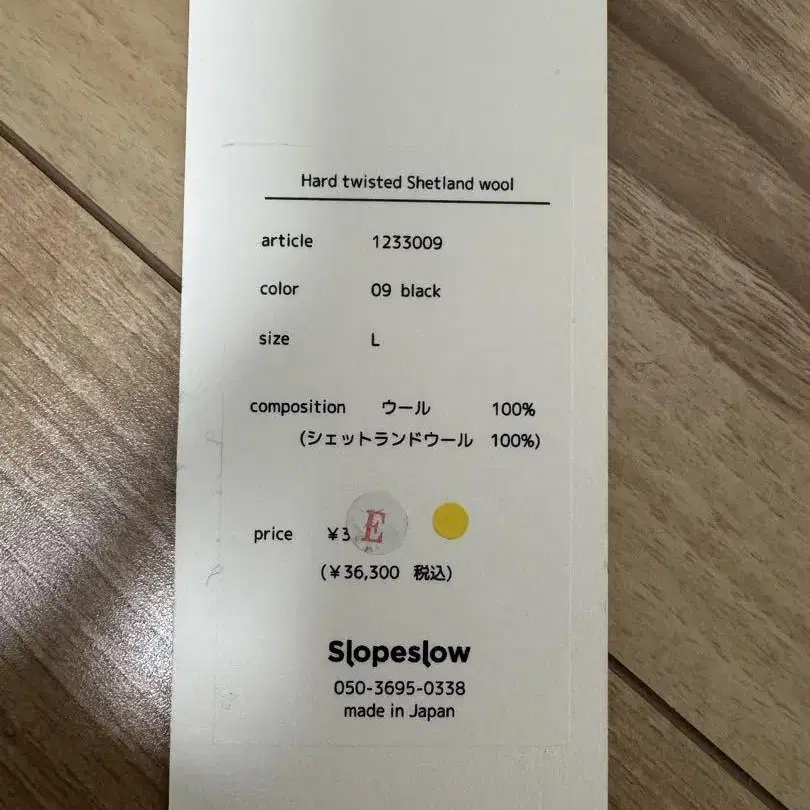 Hard twisted Shetland wool
article 1233009
color 09 black
size L
composition ウール 100%
(シェットランドウール 100%)
E
price ¥3
(¥36,300 税込)
Slopeslow
050-3695-0338
made in Japan